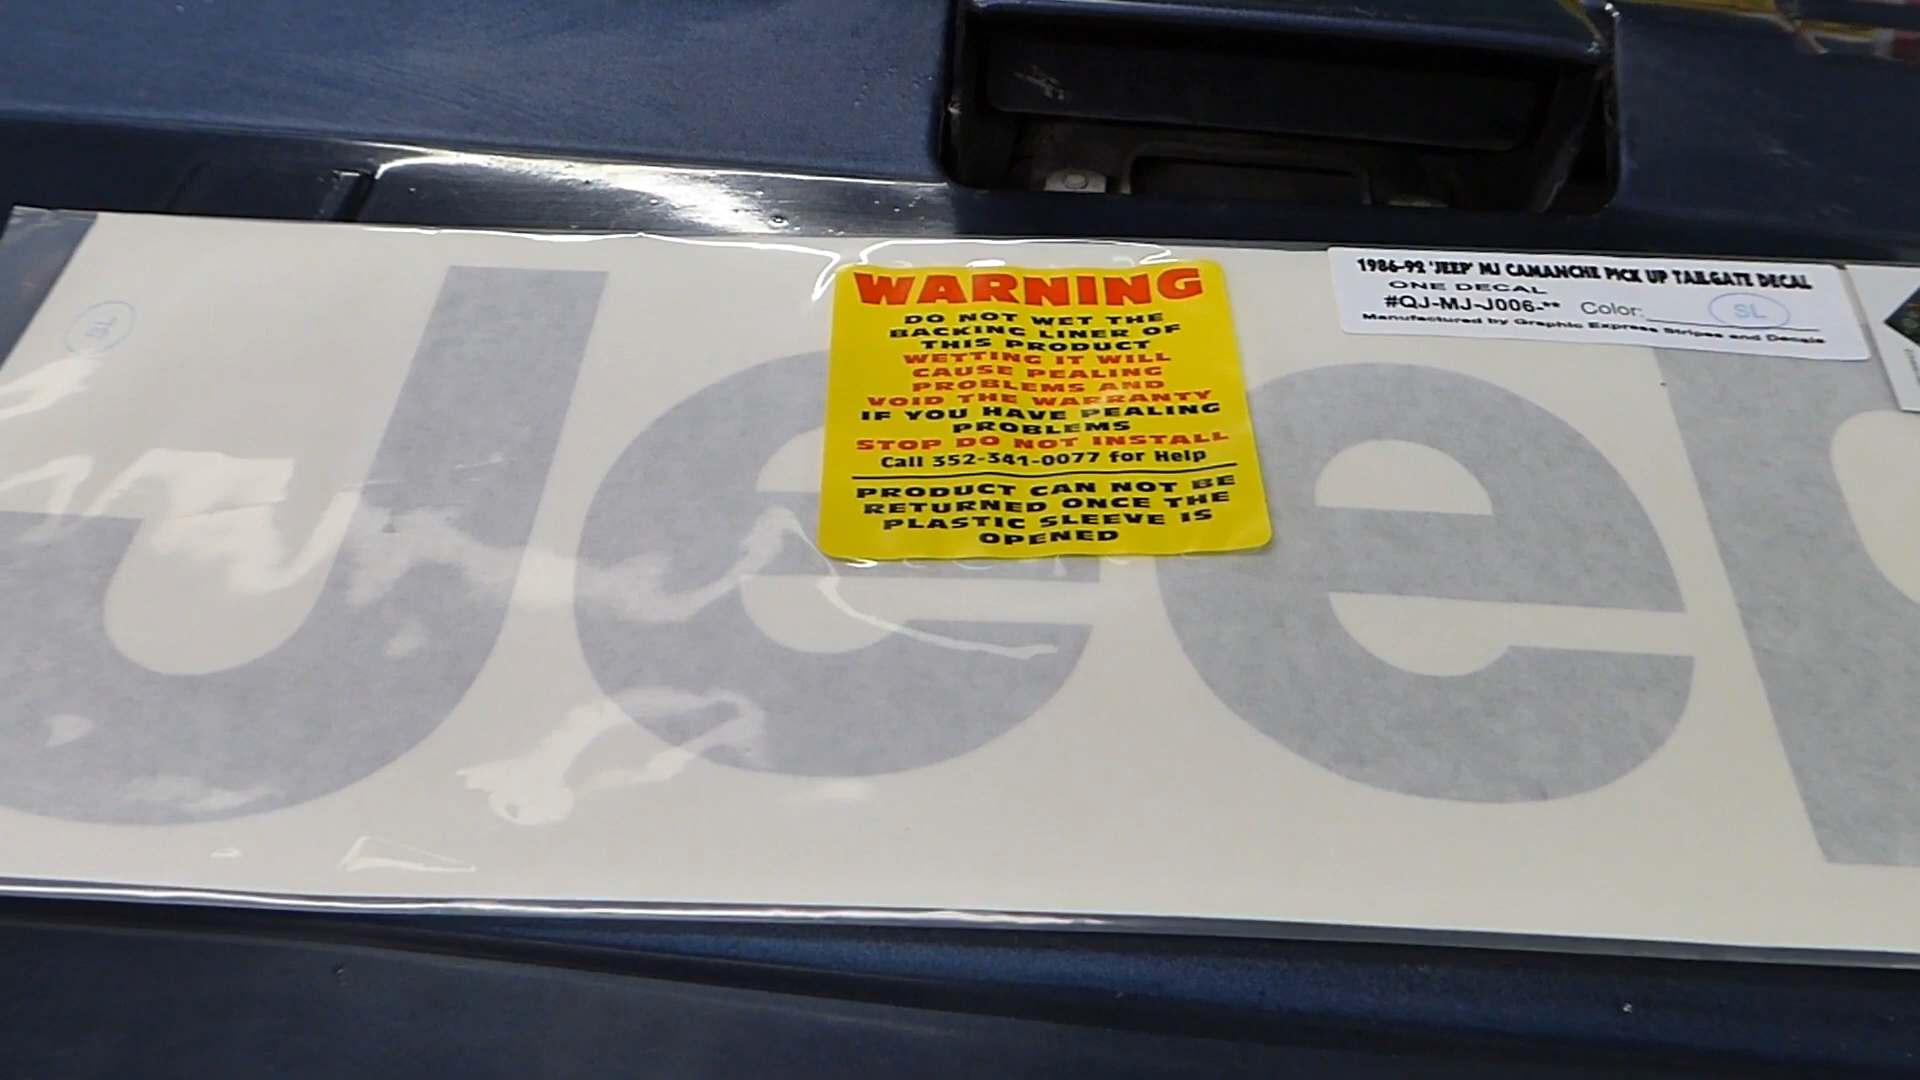 WARNING
DO NOT WET THE
BACKING LINER OF
THIS PRODUCT
WETTING IT WILL
CAUSE PEALING
PROBLEMS AND
VOID THE WARRANTY
IF YOU HAVE PEALING
PROBLEMS
STOP DO NOT INSTALL
Call 352-341-0077 for Help
PRODUCT CAN NOT BE
RETURNED ONCE THE
PLASTIC SLEEVE IS
OPENED
1986-92 'JEEP' MJ CAMANCHE PICK UP TAILGATE DECAL
ONE DECAL
#QJ-MJ-J006-** Color: SL
Manufactured by Graphic Express Stripes and Decals
Jeep